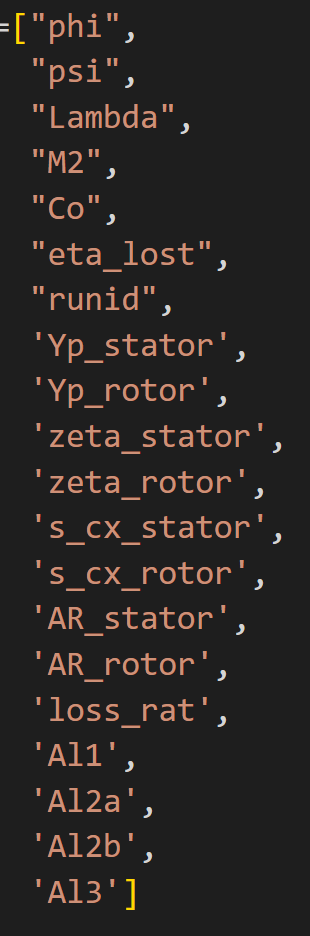 =["phi",
"psi",
"Lambda",
"M2",
"Co",
"eta_lost",
"runid",
'Yp_stator',
'Yp_rotor',
'zeta_stator',
'zeta_rotor',
's_cx_stator',
's_cx_rotor',
'AR_stator',
'AR_rotor',
'loss_rat',
'Al1',
'Al2a',
'Al2b',
'Al3']